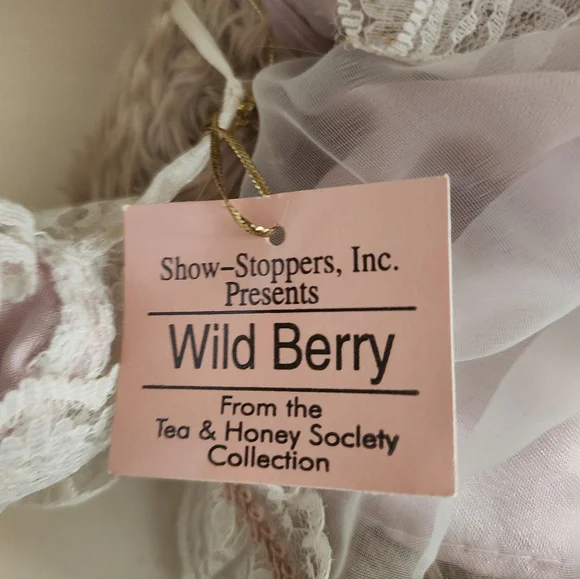 Show-Stoppers, Inc.
Presents
Wild Berry
From the
Tea & Honey Society
Collection